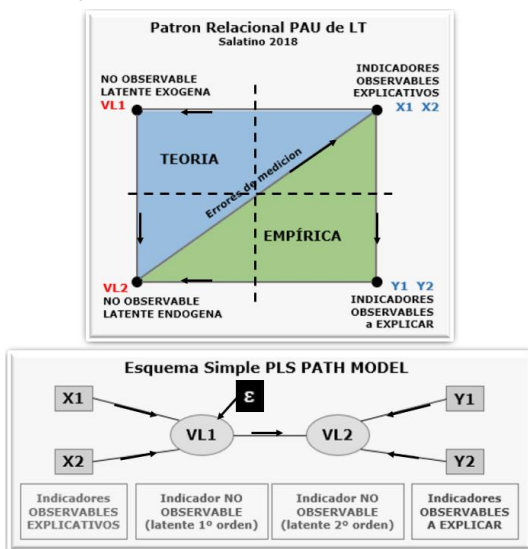 Patron Relacional PAU de LT
Salatino 2018
NO OBSERVABLE
LATENTE EXOGENA
VL1
INDICADORES
OBSERVABLES
EXPLICATIVOS
X1 X2
TEORIA
Errores de medicion
EMPÍRICA
VL2
NO OBSERVABLE
LATENTE ENDOGENA
Y1 Y2
INDICADORES
OBSERVABLES
a EXPLICAR
Esquema Simple PLS PATH MODEL
X1
ε
Y1
VL1
VL2
X2
Y2
Indicadores
OBSERVABLES
EXPLICATIVOS
Indicador NO
OBSERVABLE
(latente 1º orden)
Indicador NO
OBSERVABLE
(latente 2º orden)
Indicadores
OBSERVABLES
A EXPLICAR